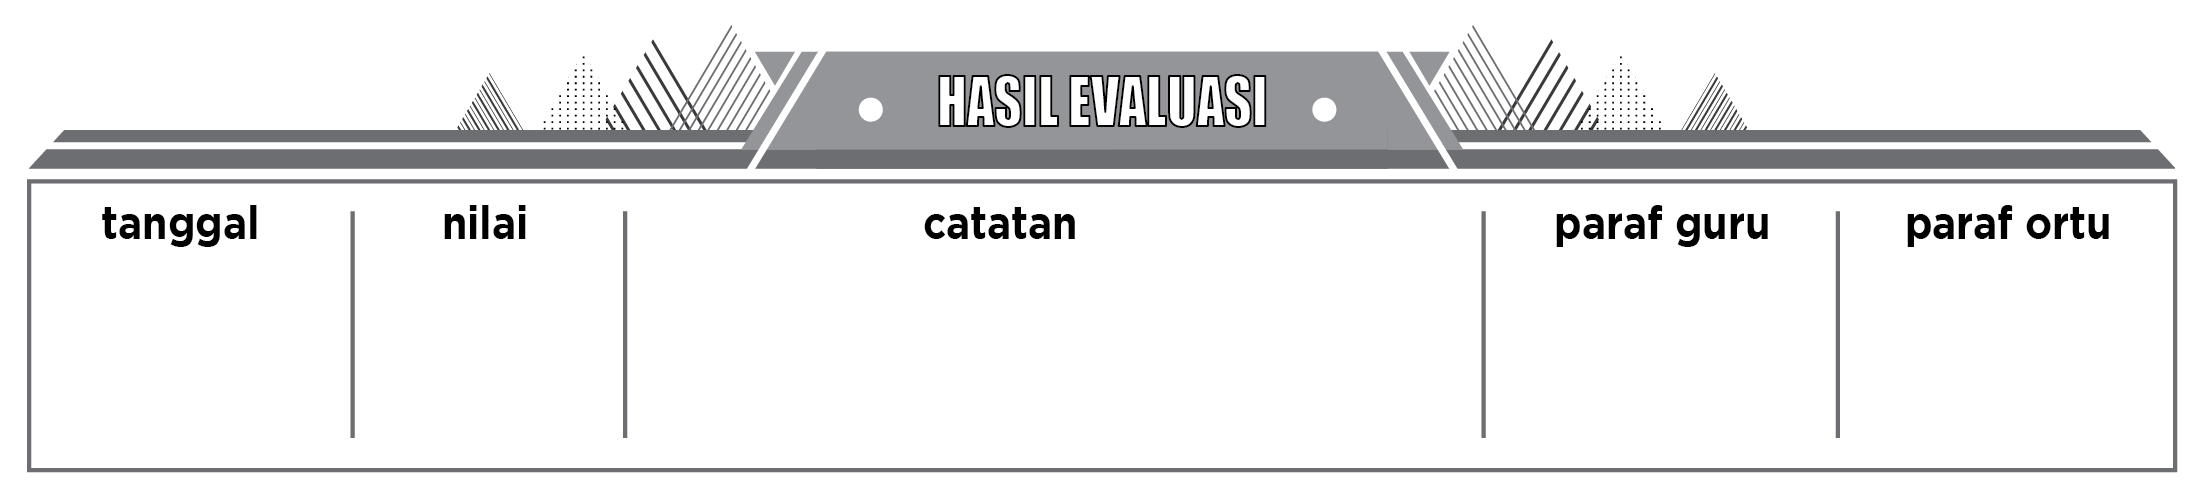 HASIL EVALUASI
tanggal nilai catatan paraf guru paraf ortu